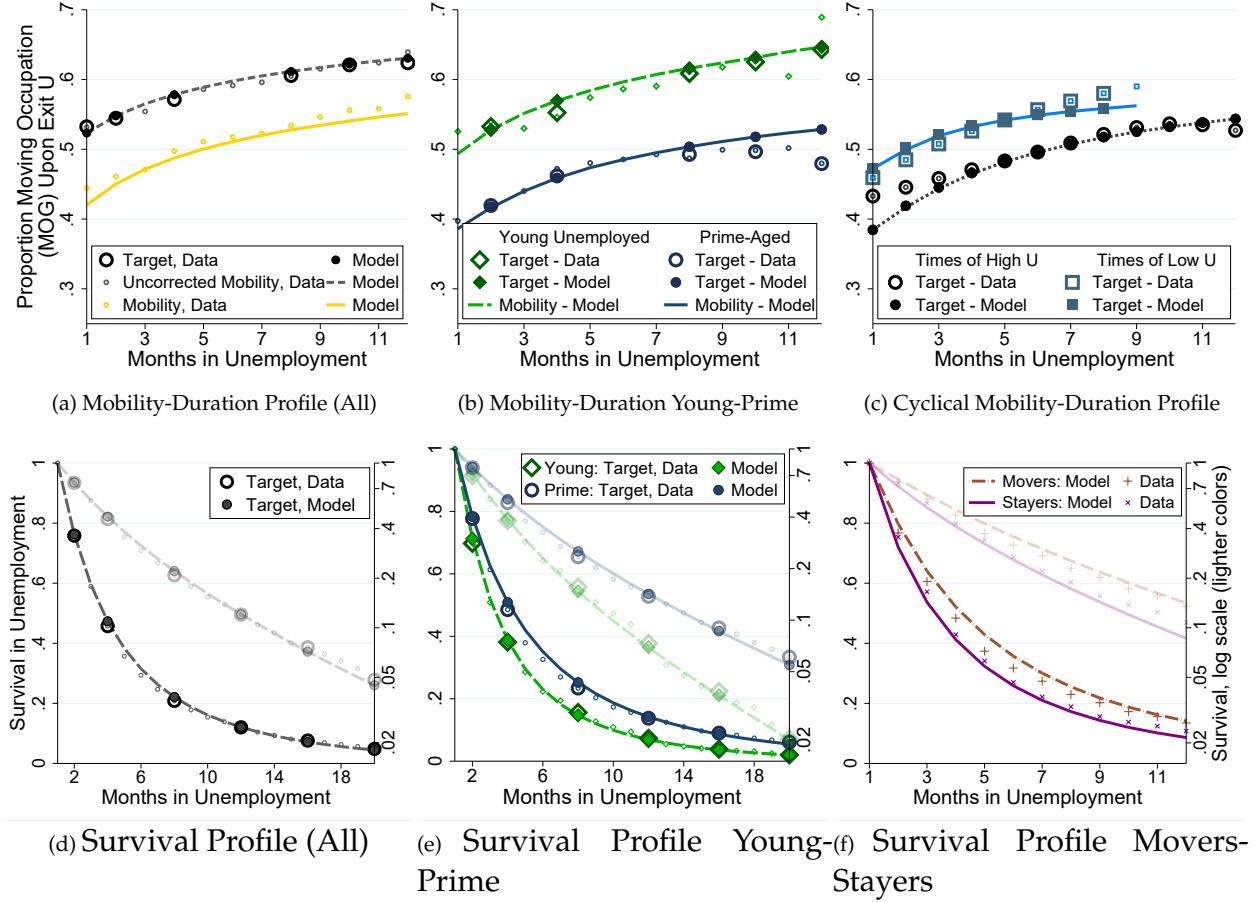 Proportion Moving Occupation
(MOG) Upon Exit U
.7
.6
.5
.4
.3
Target, Data
Model
Uncorrected Mobility, Data
Model
Mobility, Data
Model
1 3 5 7 9 11
Months in Unemployment
(a) Mobility-Duration Profile (All)
.7
.6
.5
.4
.3
Young Unemployed
Prime-Aged
Target - Data
Target - Data
Target - Model
Target - Model
Mobility - Model
Mobility - Model
1 3 5 7 9 11
Months in Unemployment
(b) Mobility-Duration Young-Prime
.7
.6
.5
.4
.3
Times of High U
Times of Low U
Target - Data
Target - Data
Target - Model
Target - Model
1 3 5 7 9 11
Months in Unemployment
(c) Cyclical Mobility-Duration Profile
Survival in Unemployment
1
.8
.6
.4
.2
0
Target, Data
Target, Model
1
.7
.4
.2
.1
.05
.02
2 6 10 14 18
Months in Unemployment
(d) Survival Profile (All)
1
.8
.6
.4
.2
0
Young: Target, Data
Model
Prime: Target, Data
Model
1
.7
.4
.2
.1
.05
.02
2 6 10 14 18
Months in Unemployment
(e) Survival Profile Young-
Prime
1
.8
.6
.4
.2
0
Movers: Model
Data
Stayers: Model
Data
1
.7
.4
.2
.1
.05
.02
Survival, log scale (lighter colors)
1 3 5 7 9 11
Months in Unemployment
(f) Survival Profile Movers-
Stayers